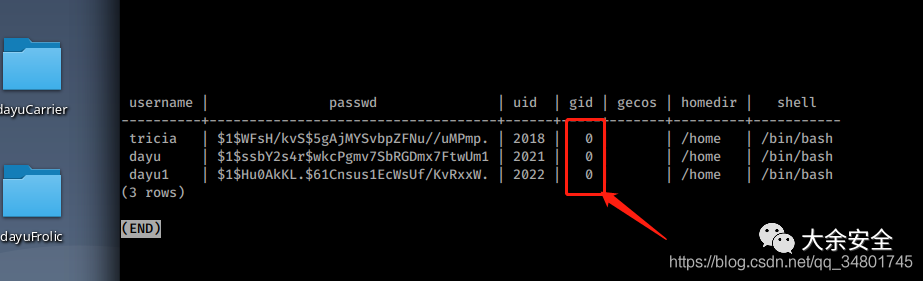 dayuCarrier
dayuFrolic
username | passwd | uid | gid | gecos | homedir | shell
----------+------------------------------------+------+-----+-------+---------+-----------
tricia | $1$WFsH/kvS$5gAjMYSvbpZFNu//uMPmp. | 2018 | 0 | | /home | /bin/bash
dayu | $1$ssbY2s4r$wkcPgmv7SbRGDmx7FtwUm1 | 2021 | 0 | | /home | /bin/bash
dayu1 | $1$Hu0AkKL.$61Cnsus1EcWsUf/KvRxxW. | 2022 | 0 | | /home | /bin/bash
(3 rows)
(END)
大余安全
https://blog.csdn.net/qq_34801745